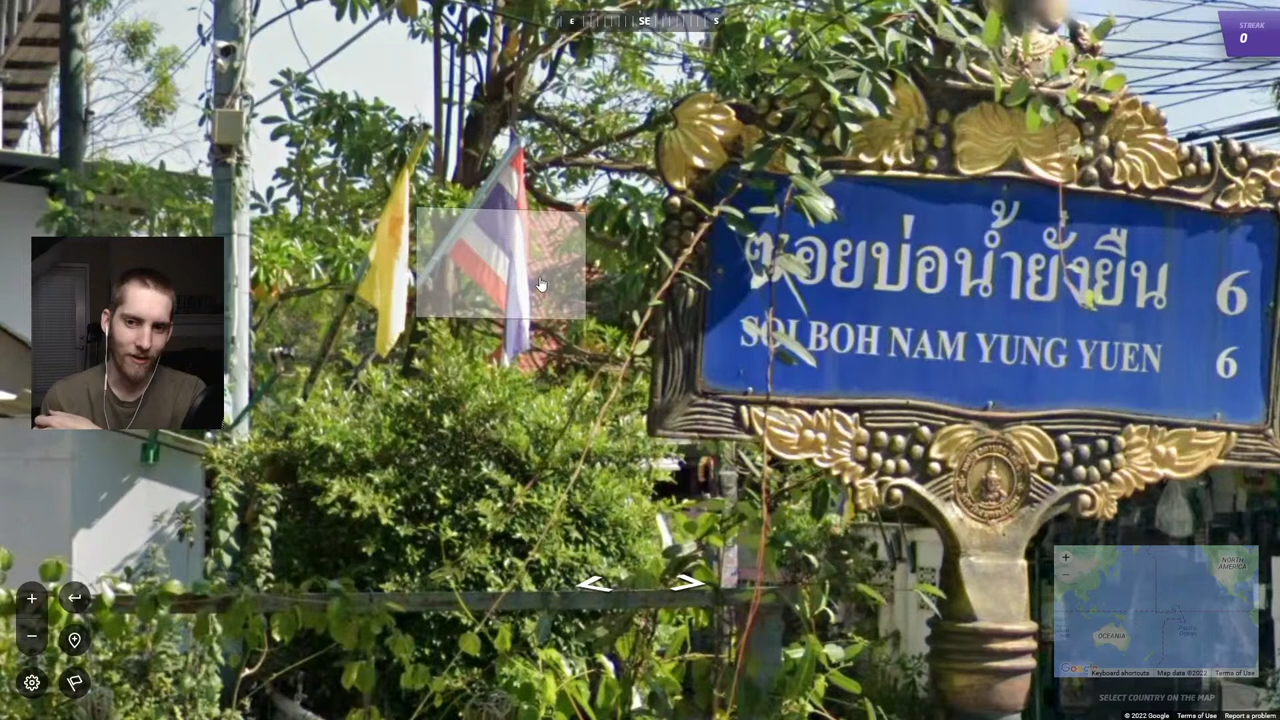 E SE S
STREAK
0
ซอยบ่อน้ำยั่งยืน 6
SOI BOH NAM YUNG YUEN 6
NORTH AMERICA
OCEANIA
Google
Keyboard shortcuts Map data ©2022 Terms of Use
SELECT COUNTRY ON THE MAP
© 2022 Google Terms of Use Report a problem